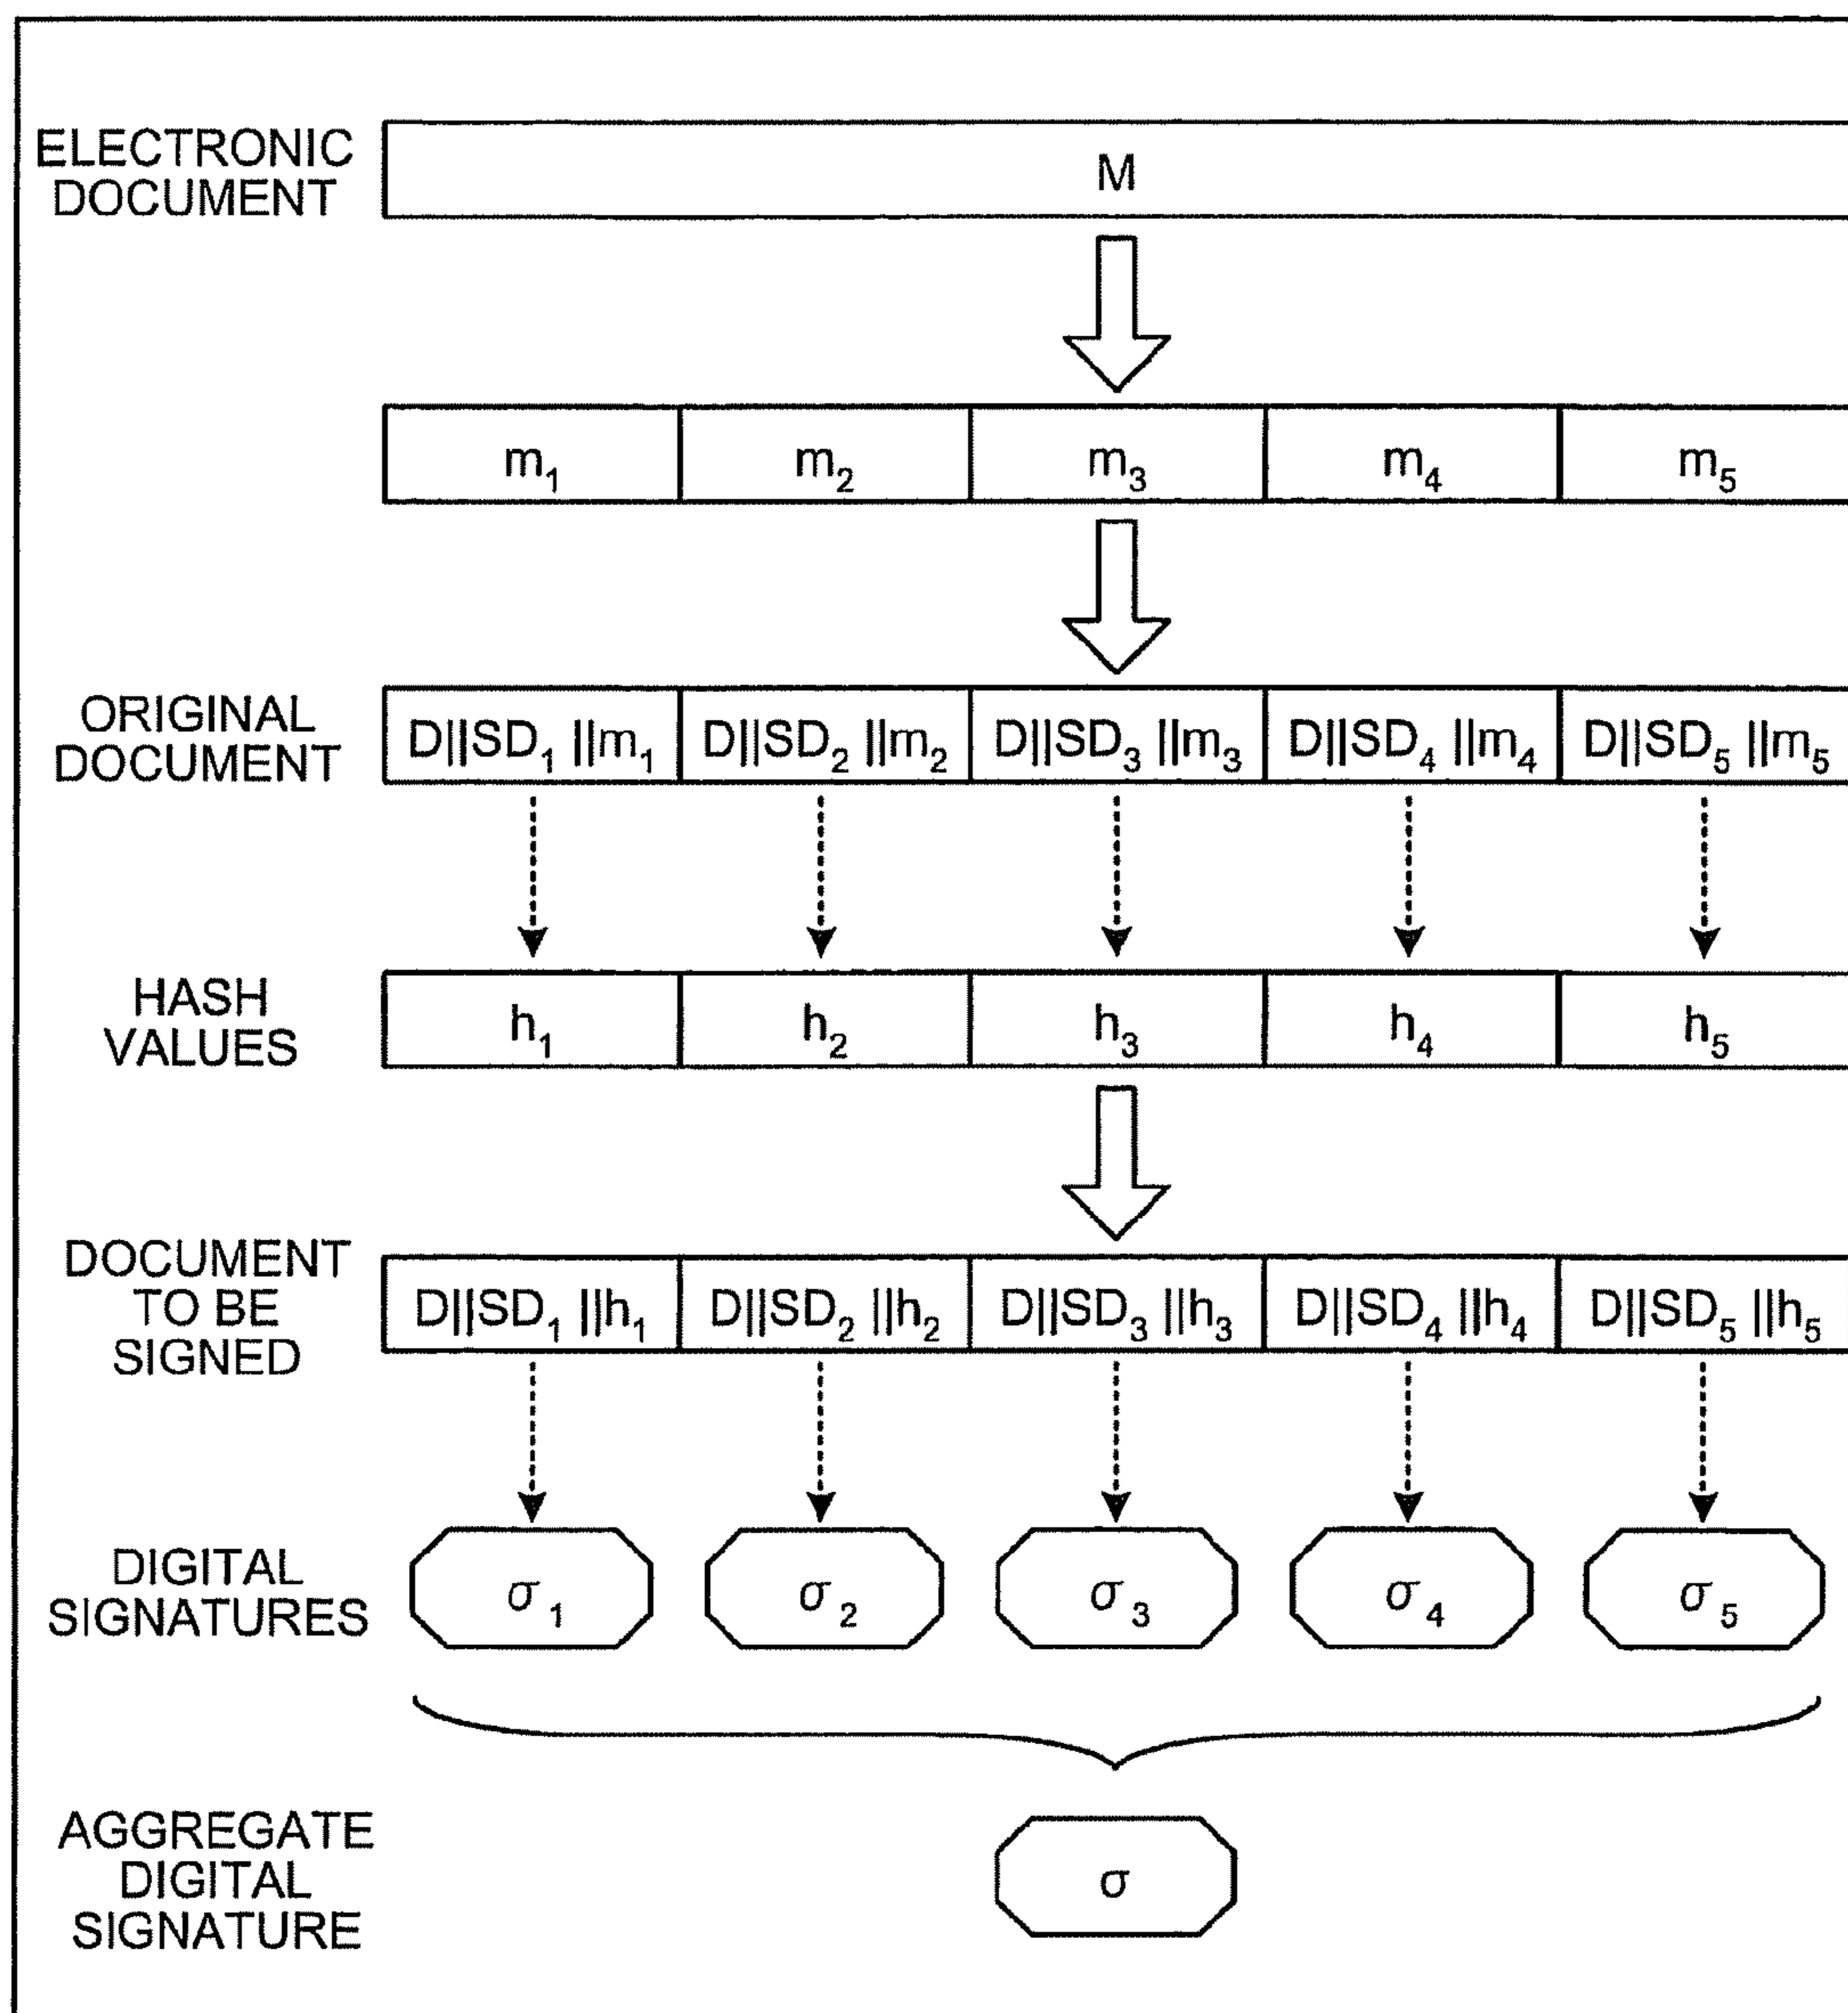 ELECTRONIC
DOCUMENT
M
m₁ m₂ m₃ m₄ m₅
ORIGINAL
DOCUMENT
D||SD₁ ||m₁ D||SD₂ ||m₂ D||SD₃ ||m₃ D||SD₄ ||m₄ D||SD₅ ||m₅
HASH
VALUES
h₁ h₂ h₃ h₄ h₅
DOCUMENT
TO BE
SIGNED
D||SD₁ ||h₁ D||SD₂ ||h₂ D||SD₃ ||h₃ D||SD₄ ||h₄ D||SD₅ ||h₅
DIGITAL
SIGNATURES
σ₁ σ₂ σ₃ σ₄ σ₅
AGGREGATE
DIGITAL
SIGNATURE
σ